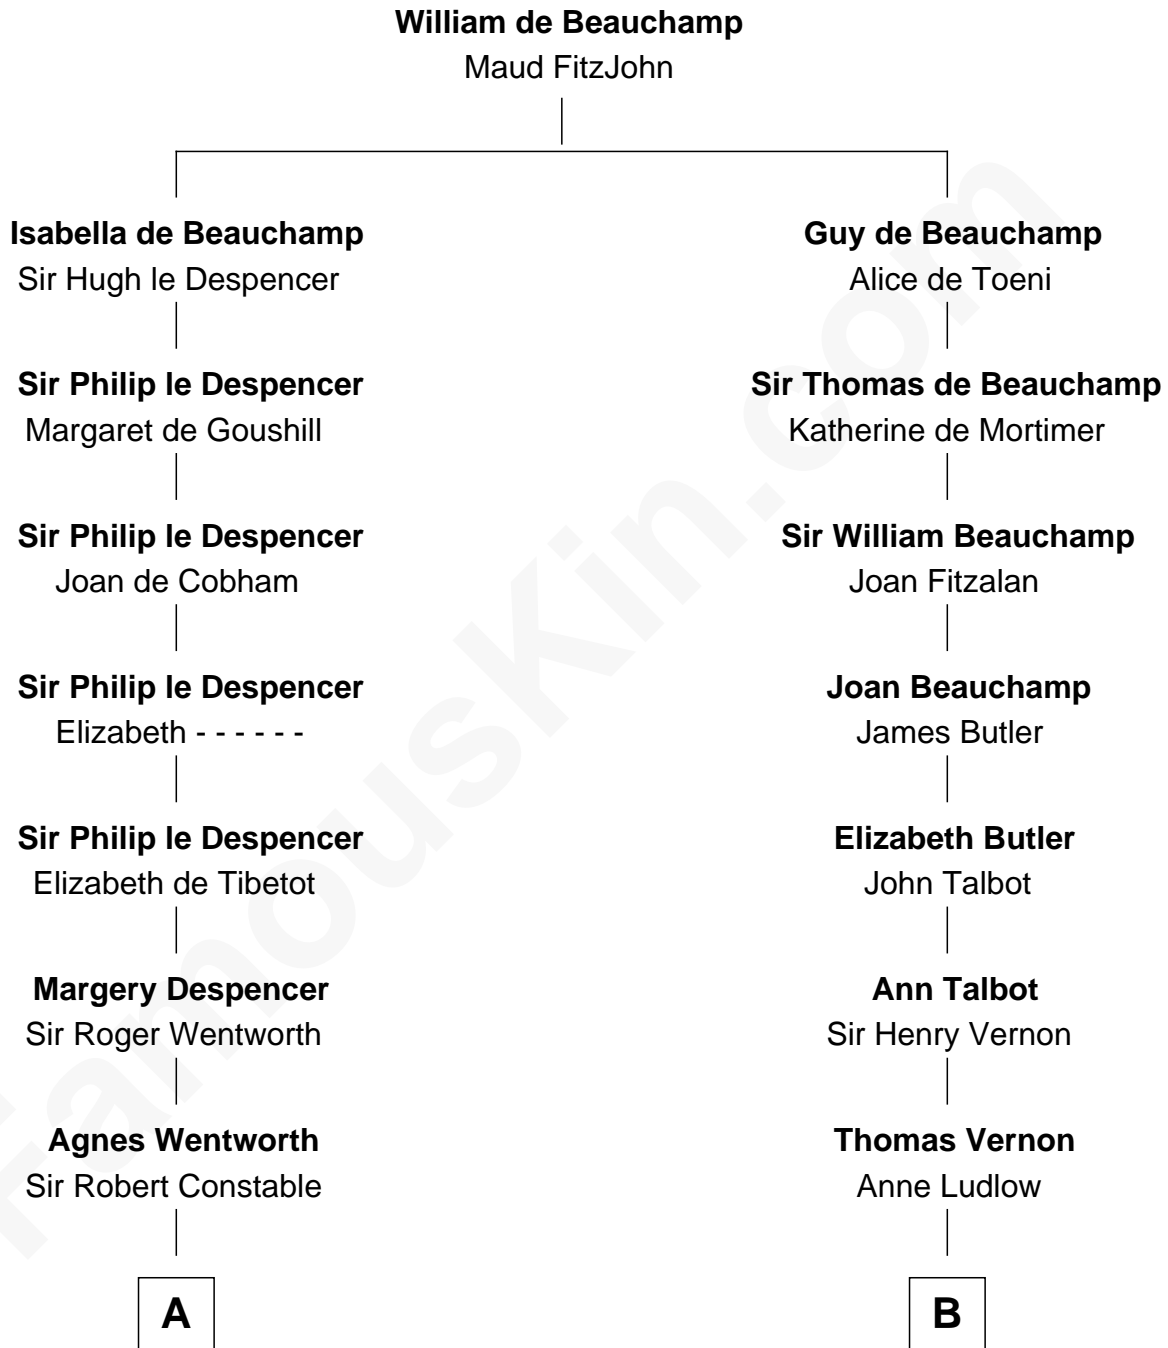 William de Beauchamp
Maud FitzJohn
Isabella de Beauchamp
Sir Hugh le Despencer
Guy de Beauchamp
Alice de Toeni
Sir Philip le Despencer
Margaret de Goushill
Sir Thomas de Beauchamp
Katherine de Mortimer
Sir Philip le Despencer
Joan de Cobham
Sir William Beauchamp
Joan Fitzalan
Sir Philip le Despencer
Elizabeth - - - - - -
Joan Beauchamp
James Butler
Sir Philip le Despencer
Elizabeth de Tibetot
Elizabeth Butler
John Talbot
Margery Despencer
Sir Roger Wentworth
Ann Talbot
Sir Henry Vernon
Agnes Wentworth
Sir Robert Constable
Thomas Vernon
Anne Ludlow
A
B
FamousKin.com